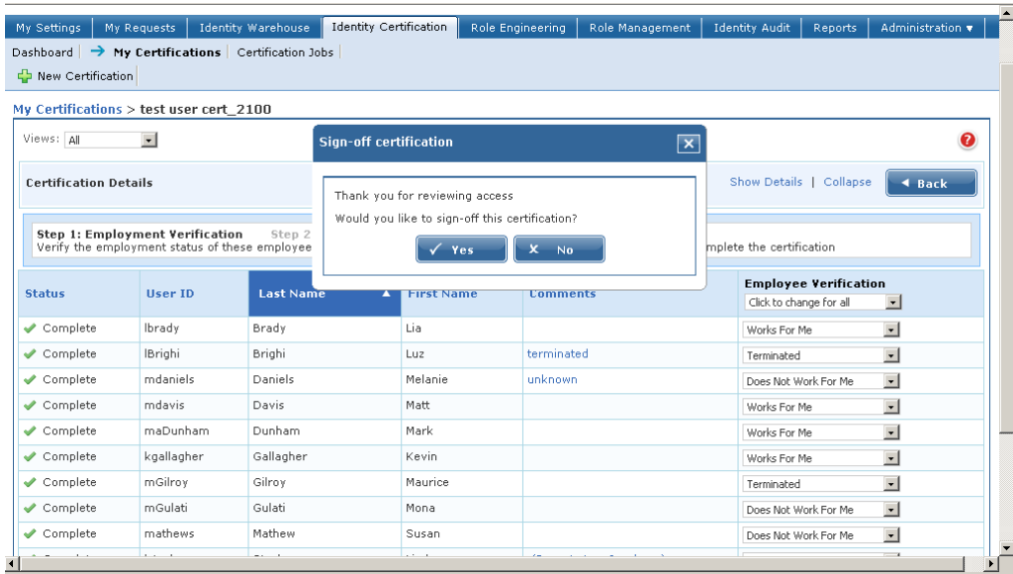 My Settings My Requests Identity Warehouse Identity Certification Role Engineering Role Management Identity Audit Reports Administration ▼
Dashboard → My Certifications Certification Jobs
New Certification
My Certifications > test user cert_2100
Views: All
Sign-off certification
Thank you for reviewing access
Would you like to sign-off this certification?
Yes No
Certification Details Show Details | Collapse Back
Step 1: Employment Verification Step 2
Verify the employment status of these employee mplete the certification
Status User ID Last Name First Name Comments Employee Verification
Click to change for all
Complete lbrady Brady Lia Works For Me
Complete lBrighi Brighi Luz terminated Terminated
Complete mdaniels Daniels Melanie unknown Does Not Work For Me
Complete mdavis Davis Matt Works For Me
Complete maDunham Dunham Mark Works For Me
Complete kgallagher Gallagher Kevin Works For Me
Complete mGilroy Gilroy Maurice Terminated
Complete mGulati Gulati Mona Does Not Work For Me
Complete mathews Mathew Susan Does Not Work For Me